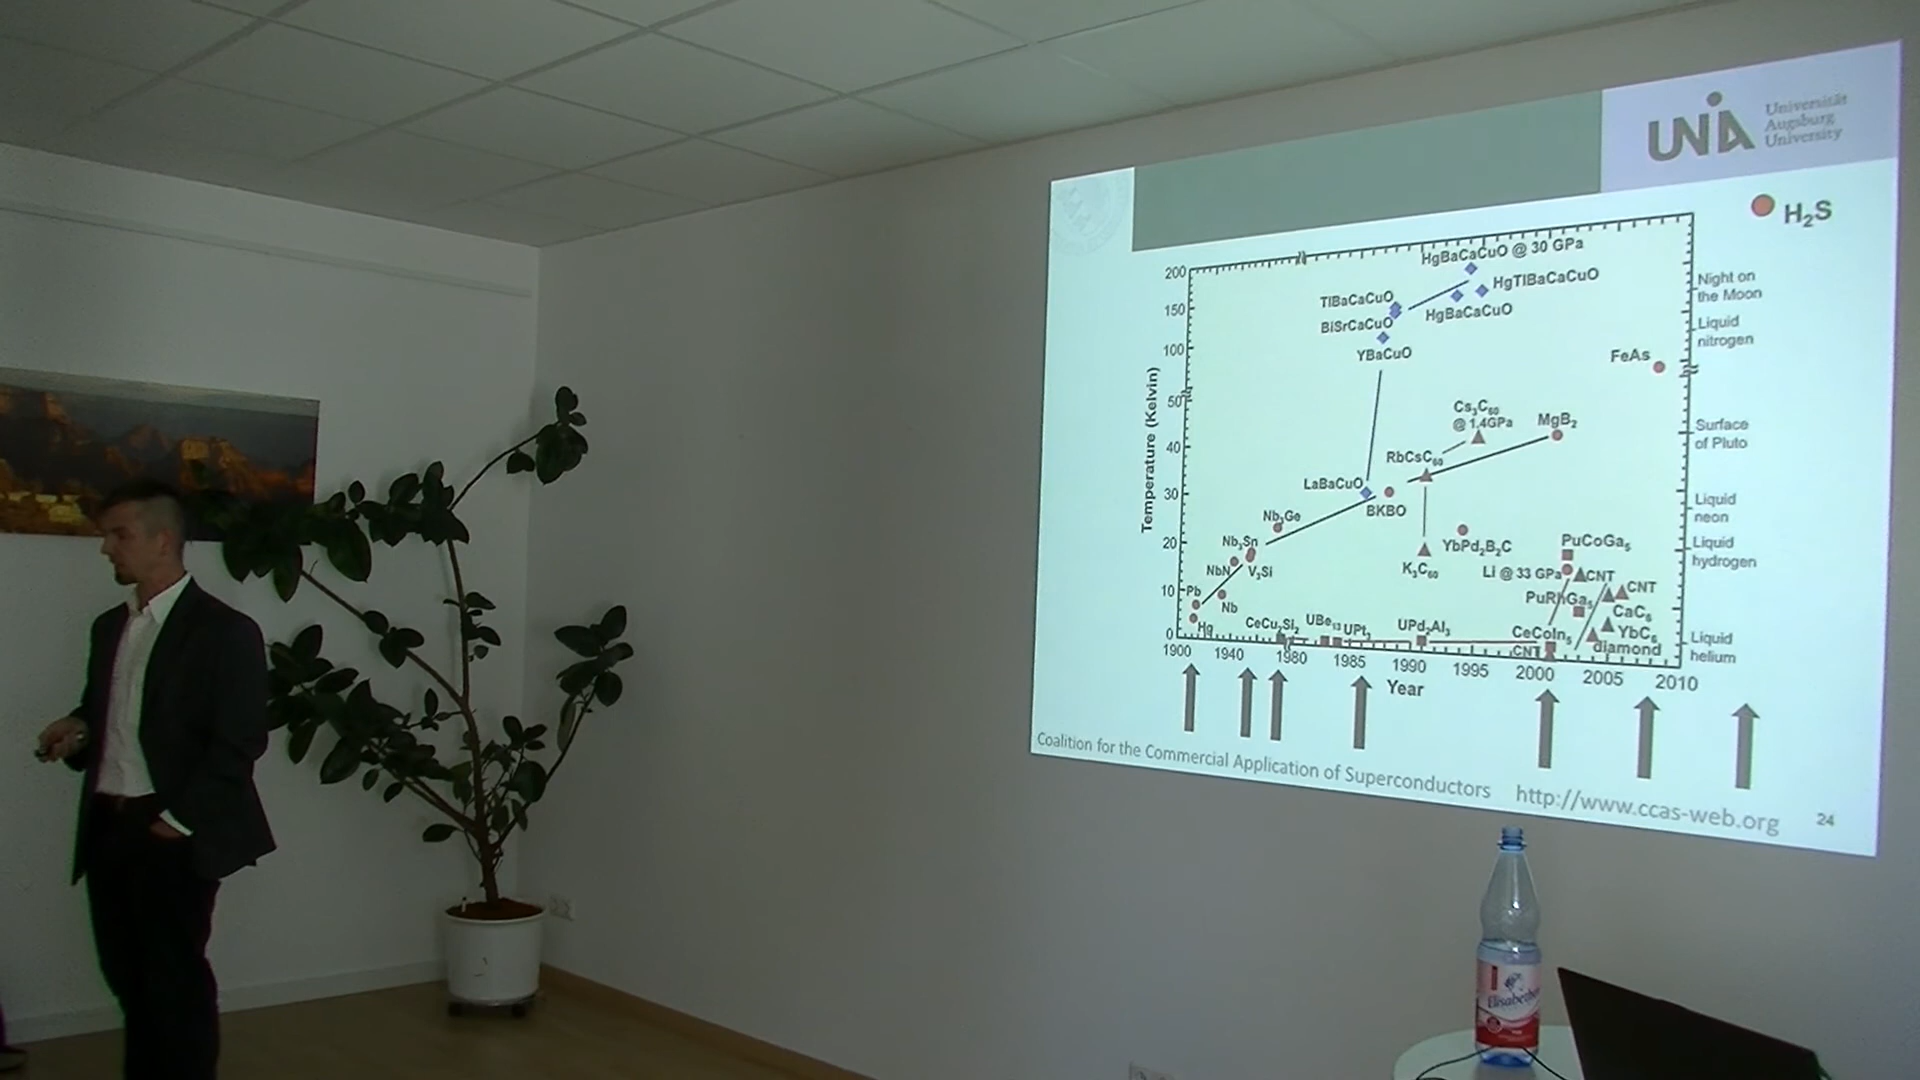 UNIA
Universität
Augsburg
University
H₂S
HgBaCaCuO @ 30 GPa
HgTlBaCaCuO
TlBaCaCuO
HgBaCaCuO
BiSrCaCuO
YBaCuO
FeAs
Cs₃C₆₀
@ 1.4GPa
MgB₂
RbCsC₆₀
LaBaCuO
BKBO
Nb₃Ge
Nb₃Sn
NbN
V₃Si
YbPd₂B₂C
K₃C₆₀
PuCoGa₅
Li @ 33 GPa
CNT
CNT
PuRhGa₅
CaC₆
YbC₆
diamond
Pb
Nb
Hg
CeCu₂Si₂
UBe₁₃
UPt₃
UPd₂Al₃
CeCoIn₅
CNT
Temperature (Kelvin)
200
150
100
50
40
30
20
10
0
Night on
the Moon
Liquid
nitrogen
Surface
of Pluto
Liquid
neon
Liquid
hydrogen
Liquid
helium
1900
1940
1980
1985
1990
1995
2000
2005
2010
Year
Coalition for the Commercial Application of Superconductors http://www.ccas-web.org
24